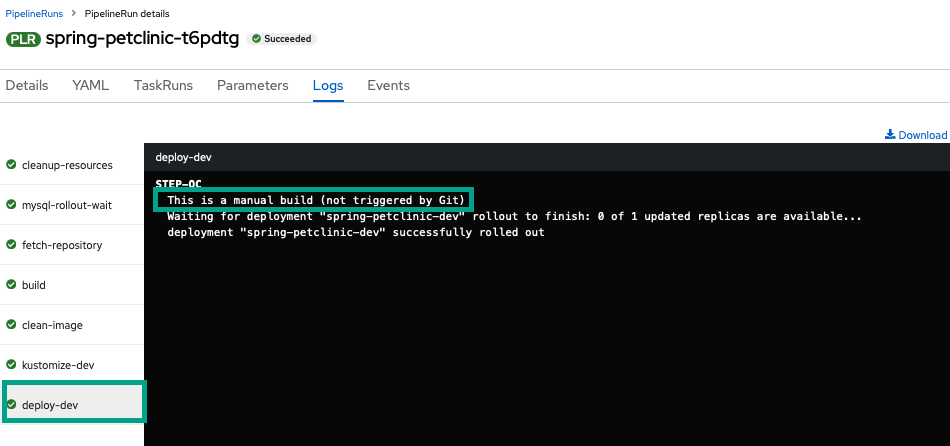 PipelineRuns > PipelineRun details
PLR spring-petclinic-t6pdtg Succeeded
Details YAML TaskRuns Parameters Logs Events
Download
cleanup-resources
mysql-rollout-wait
fetch-repository
build
clean-image
kustomize-dev
deploy-dev
deploy-dev
STEP-OC
This is a manual build (not triggered by Git)
Waiting for deployment "spring-petclinic-dev" rollout to finish: 0 of 1 updated replicas are available...
deployment "spring-petclinic-dev" successfully rolled out